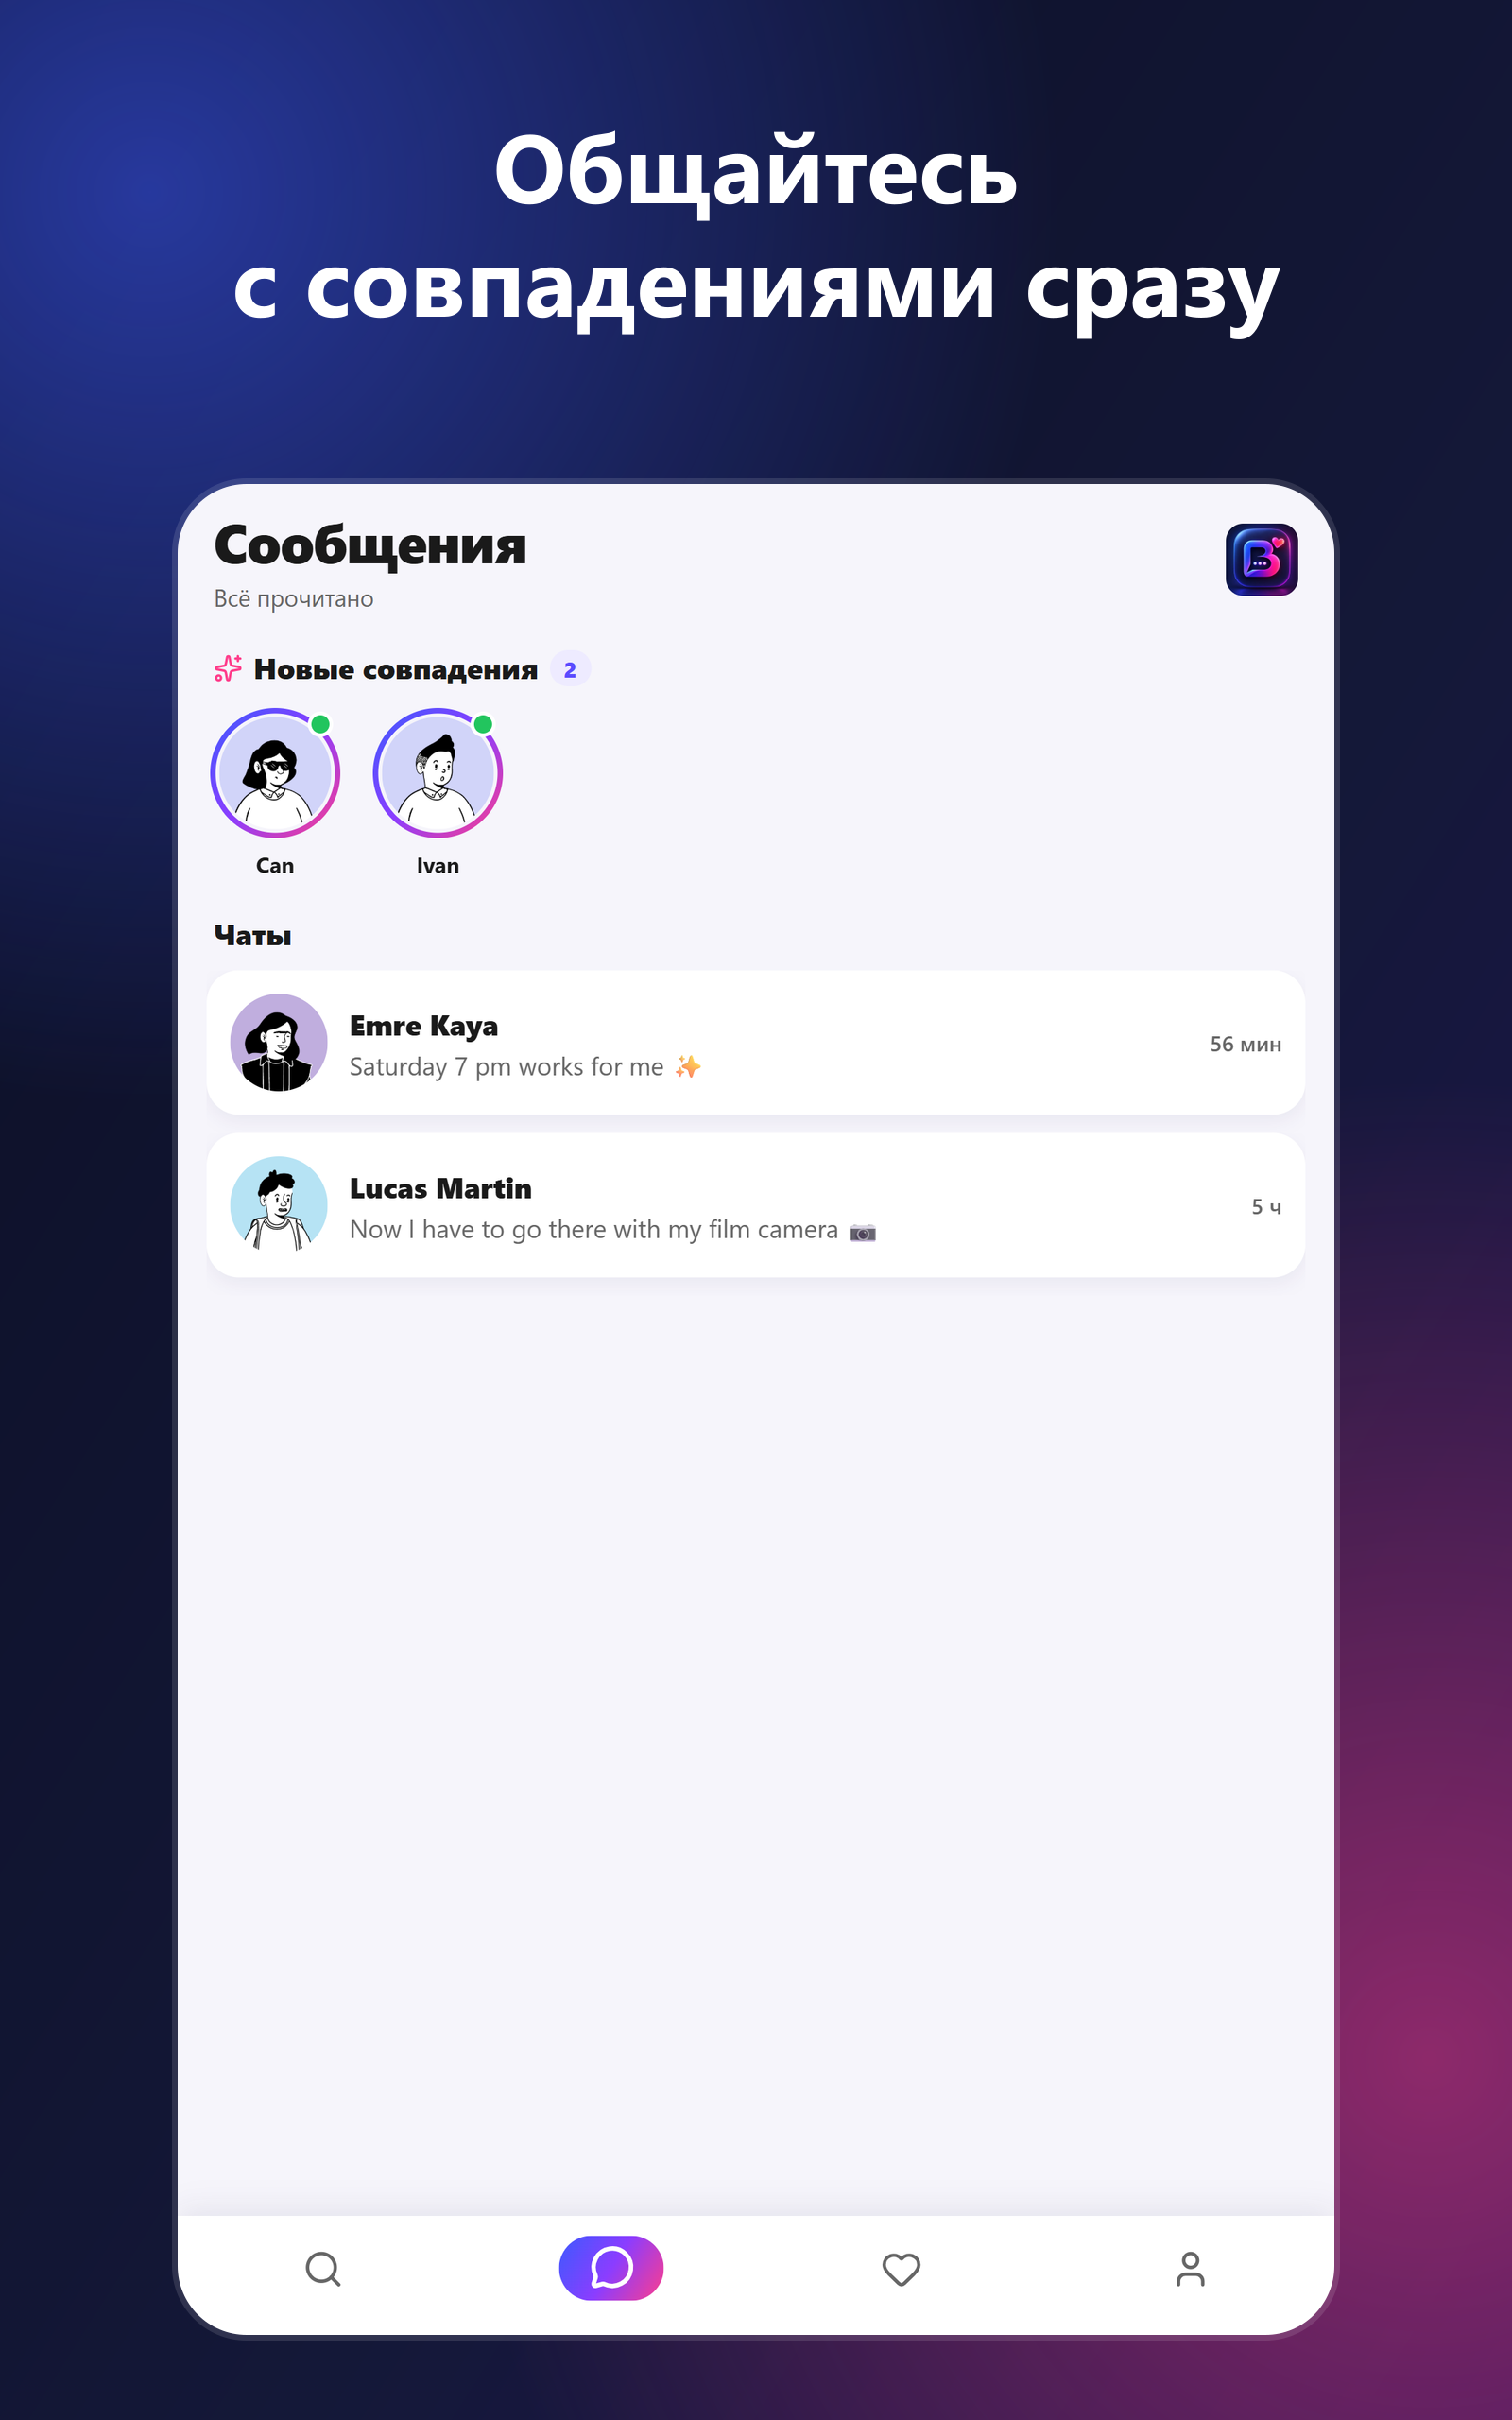 Общайтесь
с совпадениями сразу
Сообщения
Всё прочитано
Новые совпадения 2
Can
Ivan
Чаты
Emre Kaya
Saturday 7 pm works for me ✨
56 мин
Lucas Martin
Now I have to go there with my film camera 📷
5 ч